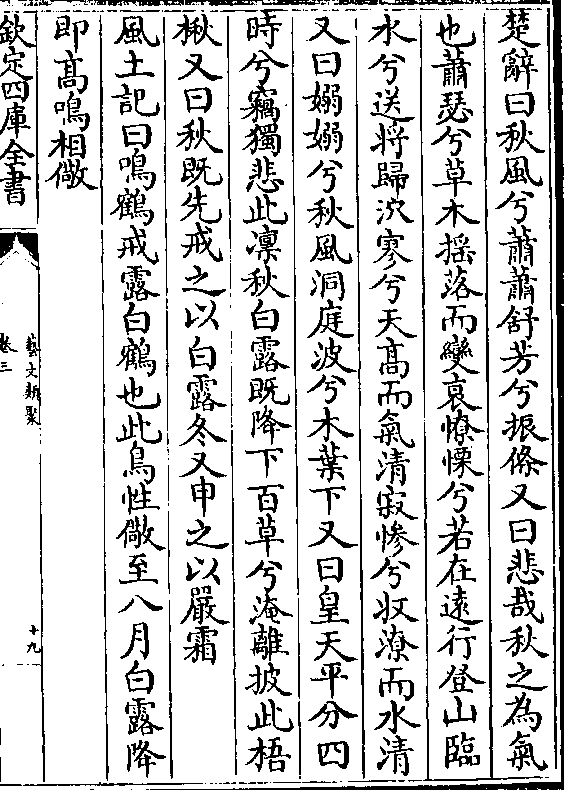 楚辭曰秋風兮蕭蕭舒芳兮振條又曰悲哉秋之為氣
也蕭瑟兮草木揺落而變衰憭慄兮若在遠行登山臨
水兮送將歸泬寥兮天髙而氣清寂惨兮収潦而水清
又曰嫋嫋兮秋風洞庭波兮木葉下又曰皇天平分四
時兮竊獨悲此凛秋白露既降下百草兮淹離披此梧
楸又曰秋既先戒之以白露冬又申之以嚴霜
風土記曰鳴鶴戒露白鶴也此鳥性儆至八月白露降
即髙鳴相儆
欽定四庫全書
藝文類聚
卷三
十九